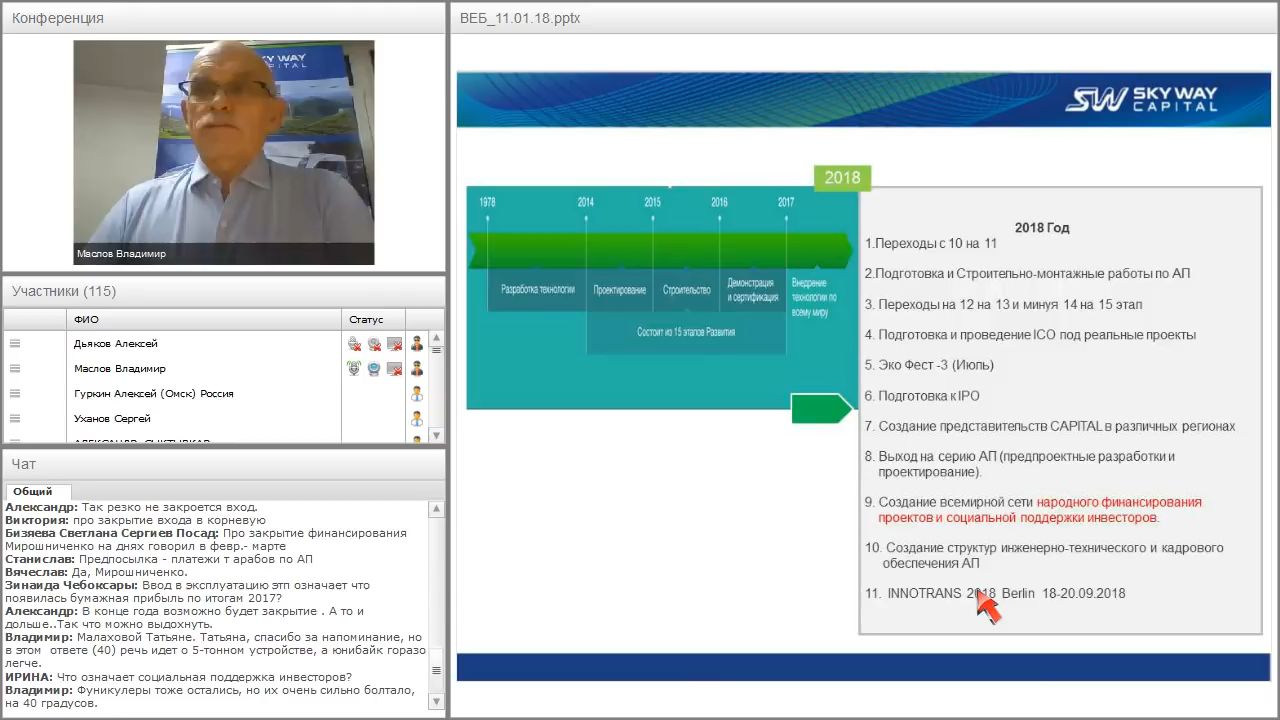 Конференция
SKY WAY
Маслов Владимир
Участники (115)
ФИО
Статус
Дьяков Алексей
Маслов Владимир
Гуркин Алексей (Омск) Россия
Уханов Сергей
Чат
Общий
Александр: Так резко не закроется вход.
Виктория: про закрытие входа в корневую
Бизяева Светлана Сергиев Посад: Про закрытие финансирования
Мирошниченко на днях говорил в февр.- марте
Станислав: Предпосылка - платежи т арабов по АП
Вячеслав: Да, Мирошниченко.
Зинаида Чебоксары: Ввод в эксплуатацию этп означает что
появилась бумажная прибыль по итогам 2017?
Александр: В конце года возможно будет закрытие . А то и
дольше..Так что можно выдохнуть.
Владимир: Малаховой Татьяне. Татьяна, спасибо за напоминание, но
в этом ответе (40) речь идет о 5-тонном устройстве, а юнибайк гораздо
легче.
ИРИНА: Что означает социальная поддержка инвесторов?
Владимир: Фуникулеры тоже остались, но их очень сильно болтало,
на 40 градусов.
ВЕБ_11.01.18.pptx
SW SKY WAY
CAPITAL
2018
1978
2014
2015
2016
2017
Разработка технологии
Проектирование
Строительство
Демонстрация
и сертификация
Внедрение
технологии по
всему миру
Состоит из 15 этапов Развития
2018 Год
1.Переходы с 10 на 11
2.Подготовка и Строительно-монтажные работы по АП
3. Переходы на 12 на 13 и минуя 14 на 15 этап
4. Подготовка и проведение ICO под реальные проекты
5. Эко Фест -3 (Июль)
6. Подготовка к IPO
7. Создание представительств CAPITAL в различных регионах
8. Выход на серию АП (предпроектные разработки и
проектирование).
9. Создание всемирной сети народного финансирования
проектов и социальной поддержки инвесторов.
10. Создание структур инженерно-технического и кадрового
обеспечения АП
11. INNOTRANS 2018 Berlin 18-20.09.2018